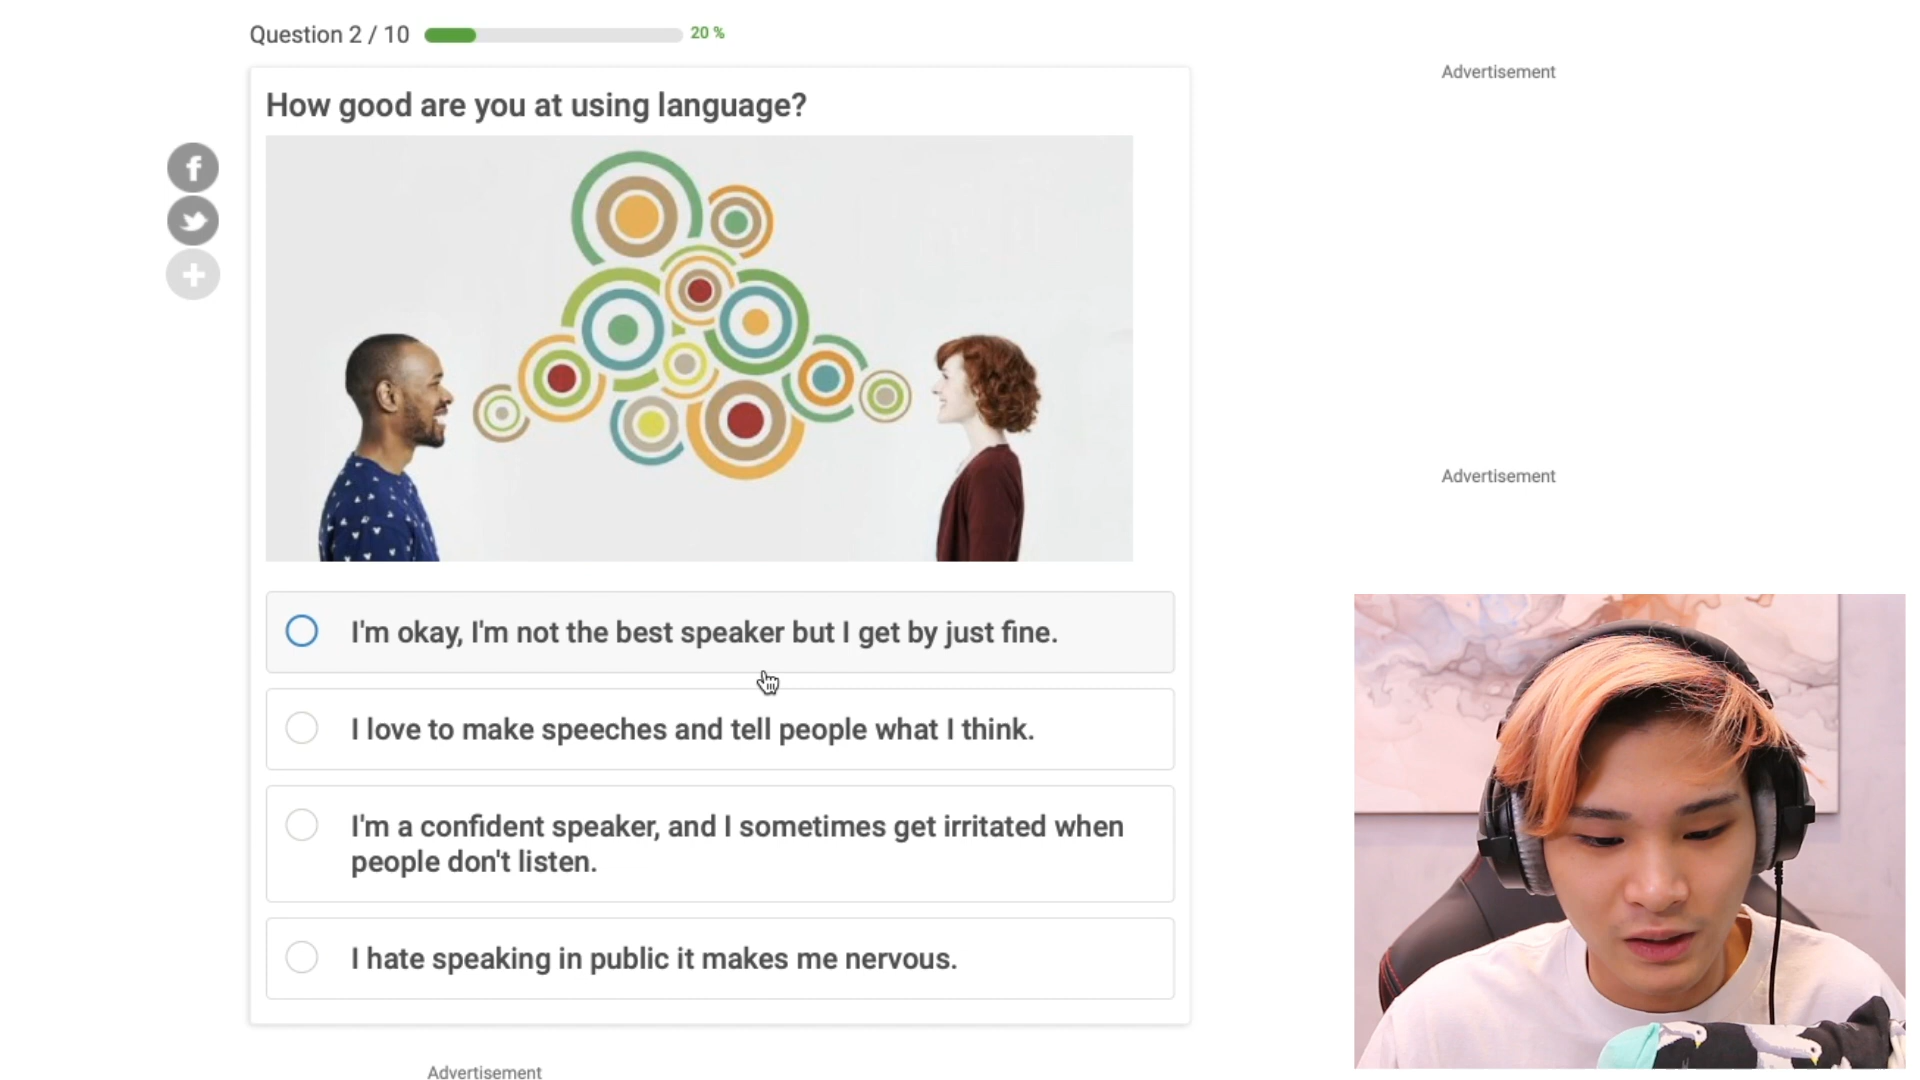 Question 2 / 10
20 %
Advertisement
How good are you at using language?
Advertisement
I'm okay, I'm not the best speaker but I get by just fine.
I love to make speeches and tell people what I think.
I'm a confident speaker, and I sometimes get irritated when
people don't listen.
I hate speaking in public it makes me nervous.
Advertisement